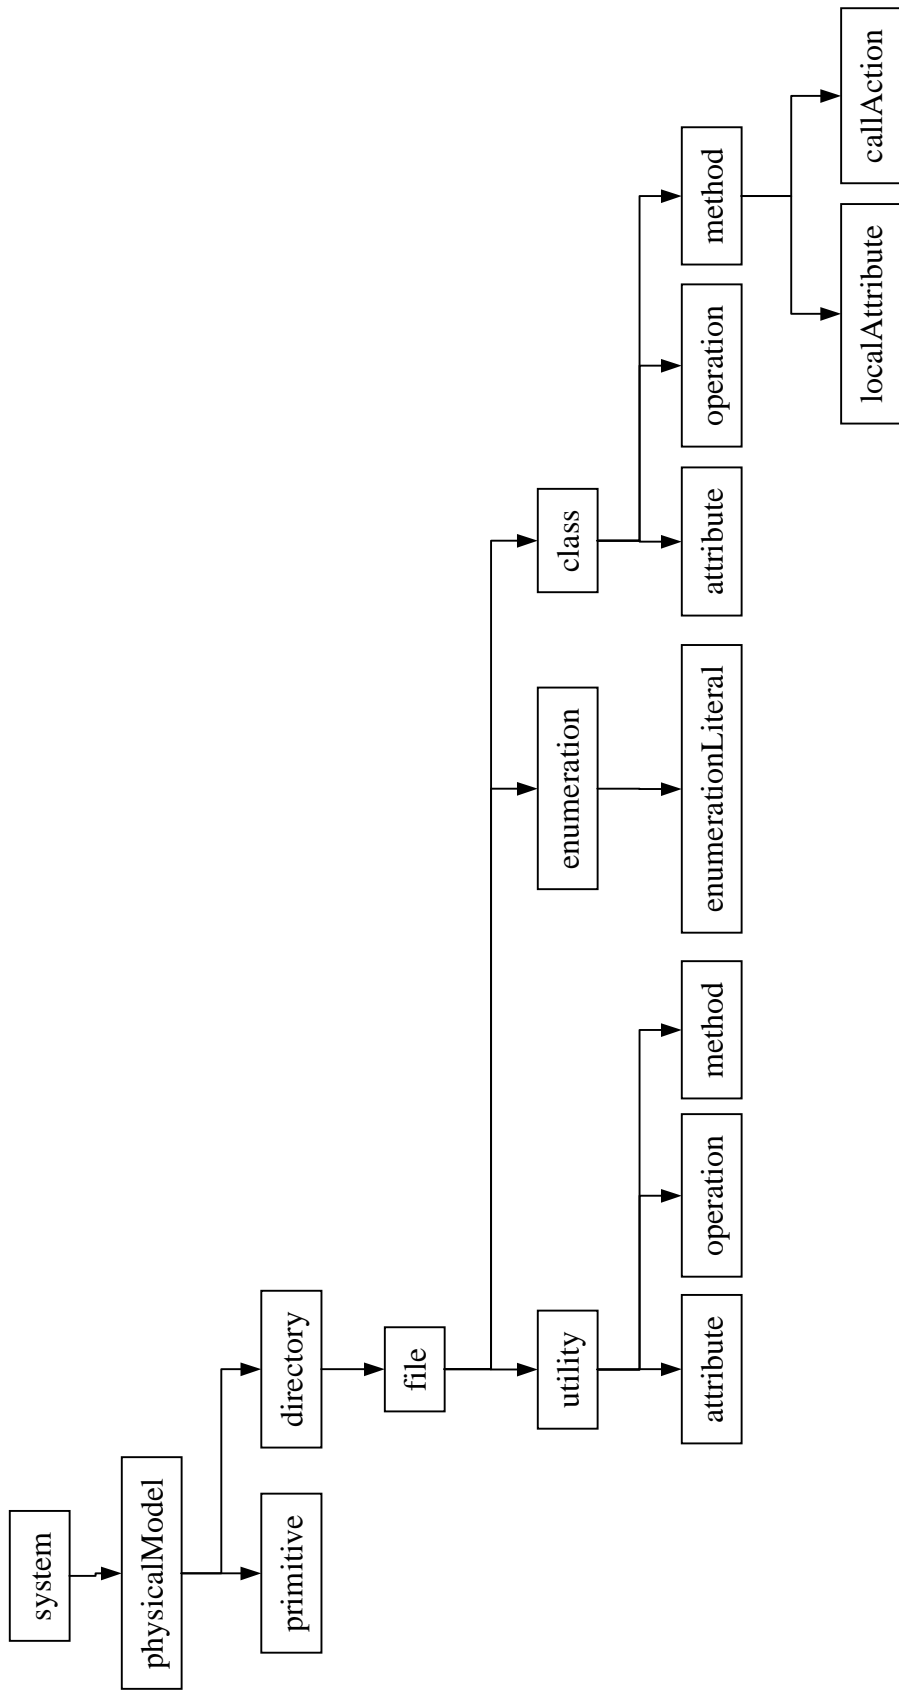 system
physicalModel
primitive
directory
file
utility
enumeration
class
attribute
operation
method
enumerationLiteral
attribute
operation
method
localAttribute
callAction